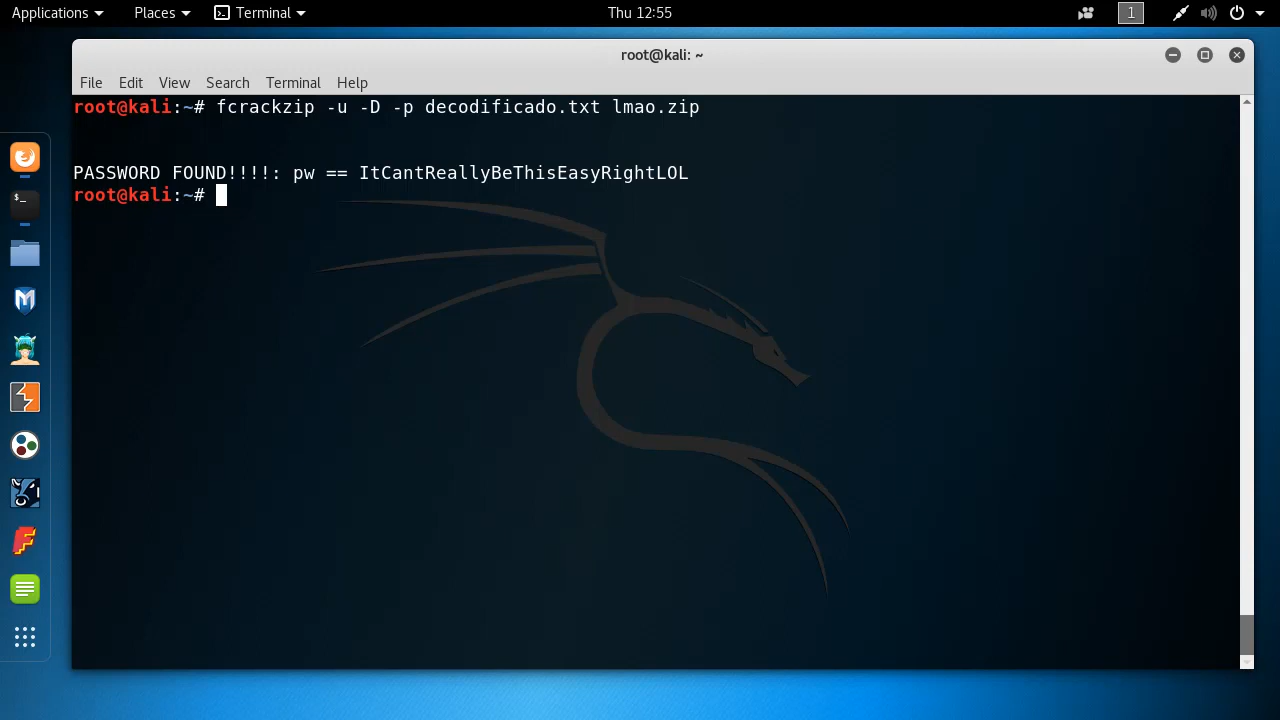 Applications Places Terminal Thu 12:55 1
root@kali: ~
File Edit View Search Terminal Help
root@kali:~# fcrackzip -u -D -p decodificado.txt lmao.zip
PASSWORD FOUND!!!!: pw == ItCantReallyBeThisEasyRightLOL
root@kali:~#